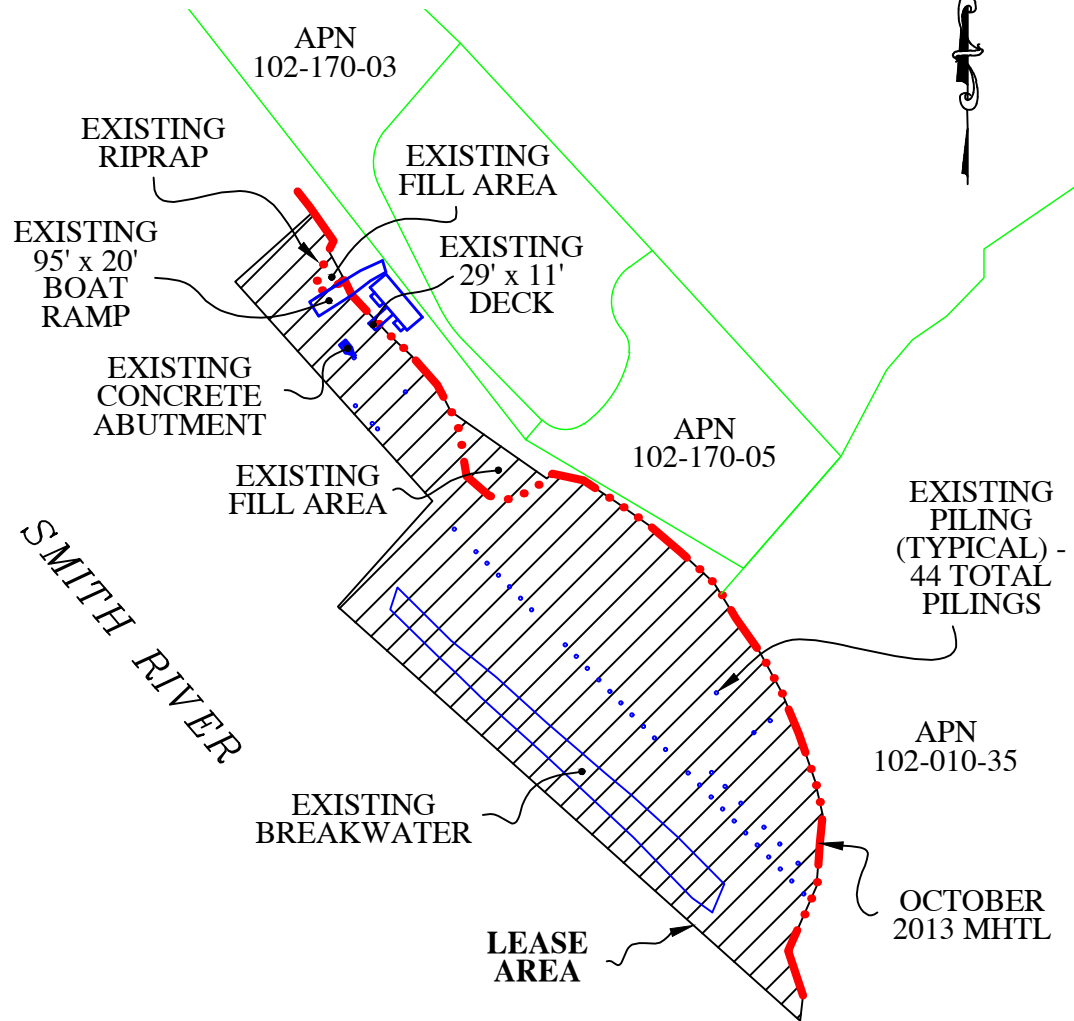 APN
102-170-03
EXISTING
RIPRAP
EXISTING
FILL AREA
EXISTING
95' x 20'
BOAT
RAMP
EXISTING
29' x 11'
DECK
EXISTING
CONCRETE
ABUTMENT
APN
102-170-05
EXISTING
FILL AREA
EXISTING
PILING
(TYPICAL) -
44 TOTAL
PILINGS
SMITH RIVER
APN
102-010-35
EXISTING
BREAKWATER
OCTOBER
2013 MHTL
LEASE
AREA